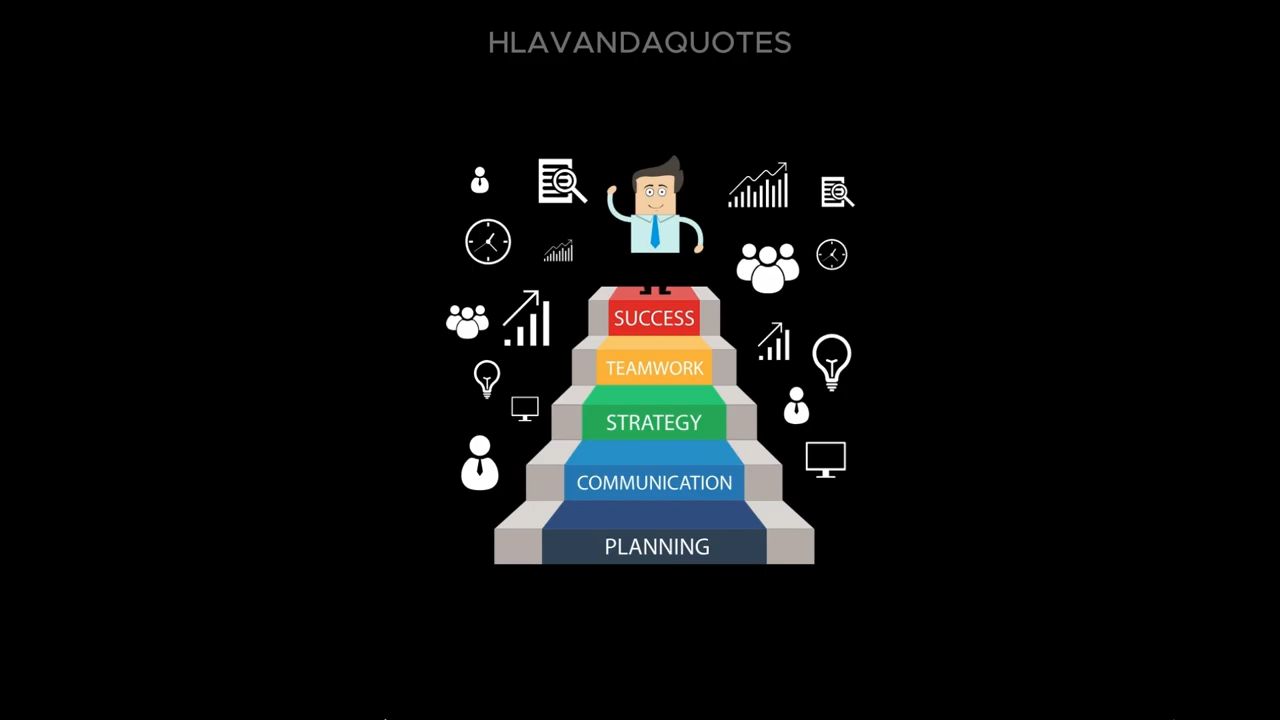 HLAVANDAQUOTES
SUCCESS
TEAMWORK
STRATEGY
COMMUNICATION
PLANNING